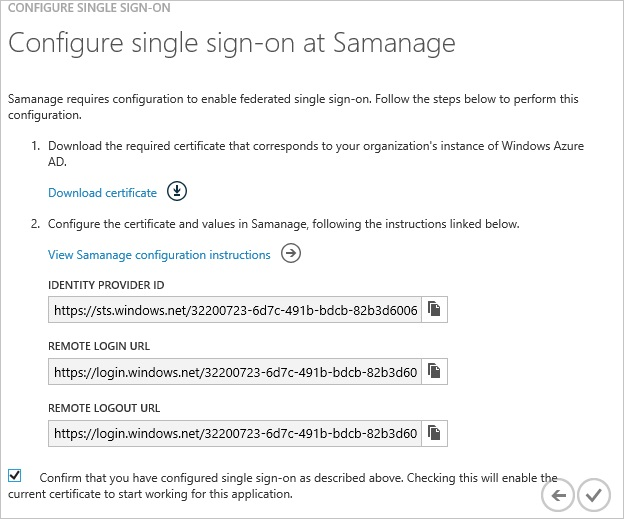 CONFIGURE SINGLE SIGN-ON
Configure single sign-on at Samanage
Samanage requires configuration to enable federated single sign-on. Follow the steps below to perform this
configuration.
1. Download the required certificate that corresponds to your organization's instance of Windows Azure
AD.
Download certificate
2. Configure the certificate and values in Samanage, following the instructions linked below.
View Samanage configuration instructions
IDENTITY PROVIDER ID
https://sts.windows.net/32200723-6d7c-491b-bdcb-82b3d6006
REMOTE LOGIN URL
https://login.windows.net/32200723-6d7c-491b-bdcb-82b3d60
REMOTE LOGOUT URL
https://login.windows.net/32200723-6d7c-491b-bdcb-82b3d60
Confirm that you have configured single sign-on as described above. Checking this will enable the
current certificate to start working for this application.